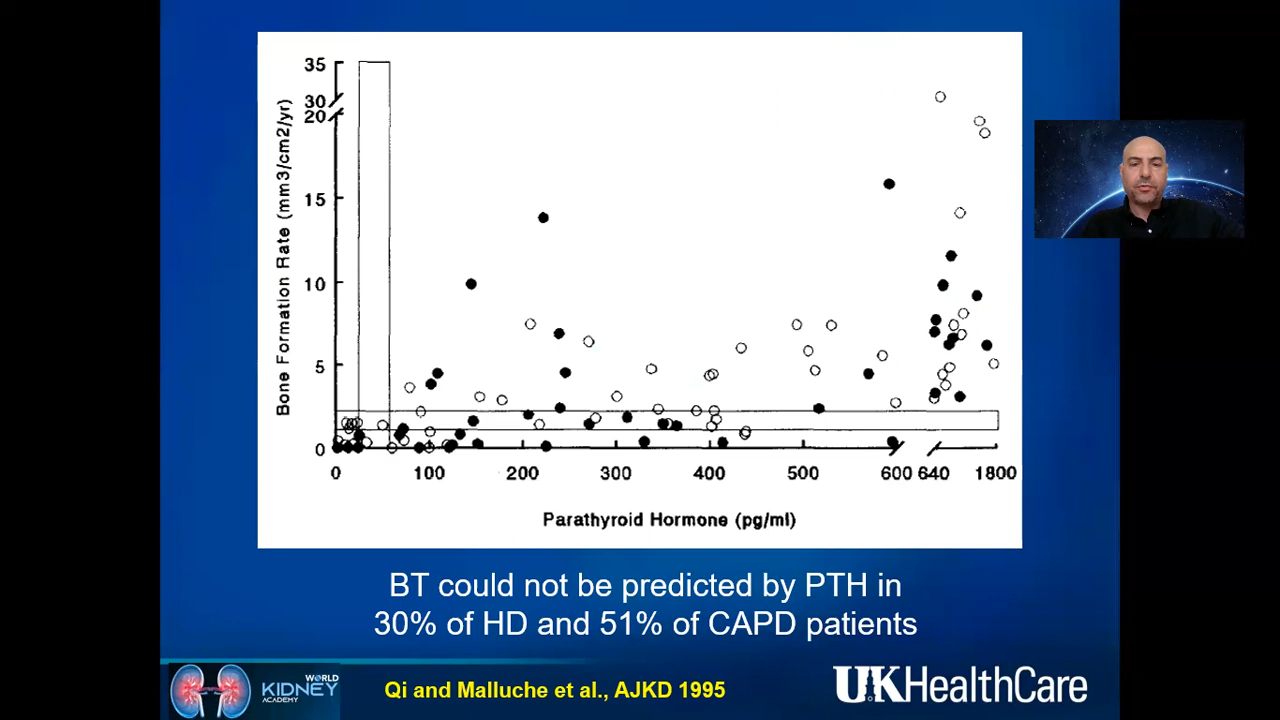 35
30
20
15
10
5
0
Bone Formation Rate (mm3/cm2/yr)
0 100 200 300 400 500 600 640 1800
Parathyroid Hormone (pg/ml)
BT could not be predicted by PTH in
30% of HD and 51% of CAPD patients
WORLD
KIDNEY
ACADEMY
Qi and Malluche et al., AJKD 1995
UK HealthCare